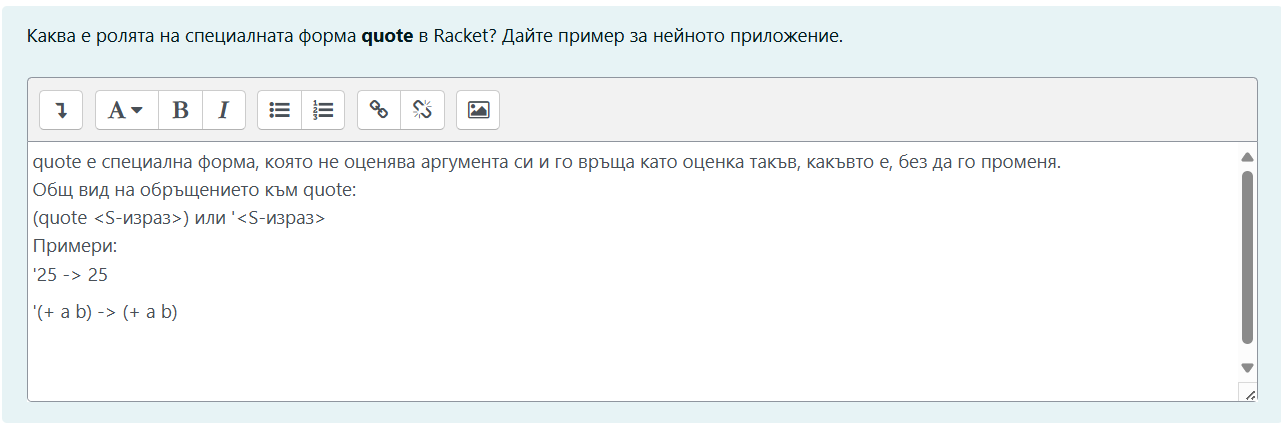 Каква е ролята на специалната форма quote в Racket? Дайте пример за нейното приложение.
A B I
quote е специална форма, която не оценява аргумента си и го връща като оценка такъв, какъвто е, без да го променя.
Общ вид на обръщението към quote:
(quote <S-израз>) или '<S-израз>
Примери:
'25 -> 25
'(+ a b) -> (+ a b)